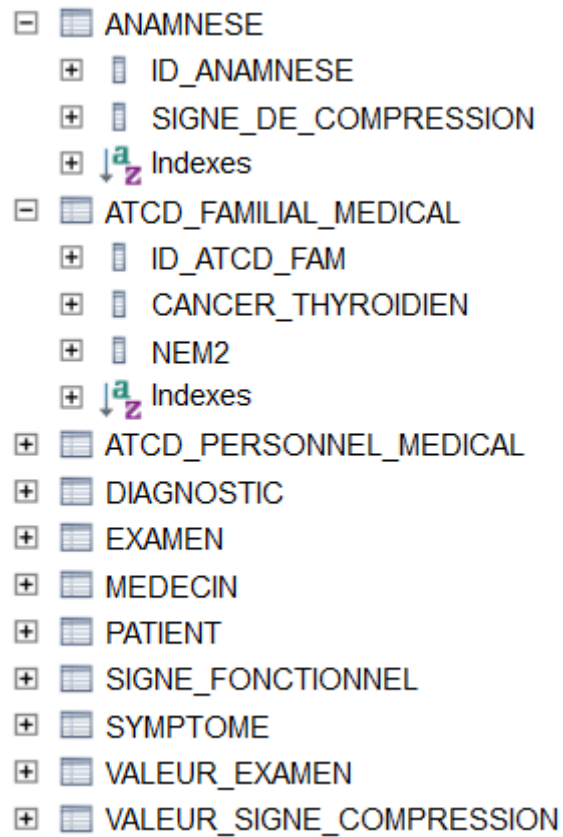 ANAMNESE
ID_ANAMNESE
SIGNE_DE_COMPRESSION
Indexes
ATCD_FAMILIAL_MEDICAL
ID_ATCD_FAM
CANCER_THYROIDIEN
NEM2
Indexes
ATCD_PERSONNEL_MEDICAL
DIAGNOSTIC
EXAMEN
MEDECIN
PATIENT
SIGNE_FONCTIONNEL
SYMPTOME
VALEUR_EXAMEN
VALEUR_SIGNE_COMPRESSION